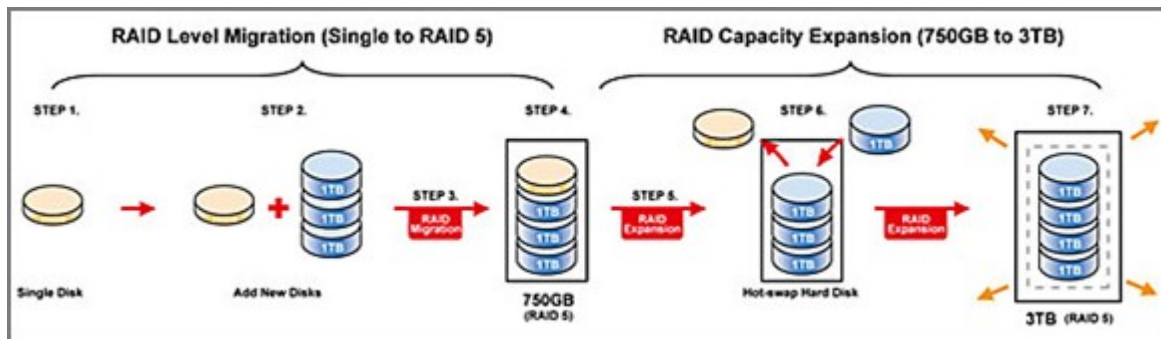 RAID Level Migration (Single to RAID 5)
RAID Capacity Expansion (750GB to 3TB)
STEP 1.
STEP 2.
STEP 4.
STEP 6.
STEP 7.
1TB
1TB
1TB
1TB
STEP 3.
RAID
Migration
1TB
1TB
1TB
STEP 5.
RAID
Expansion
1TB
1TB
1TB
RAID
Expansion
1TB
1TB
1TB
1TB
Single Disk
Add New Disks
750GB
(RAID 5)
Hot-swap Hard Disk
3TB (RAID 5)